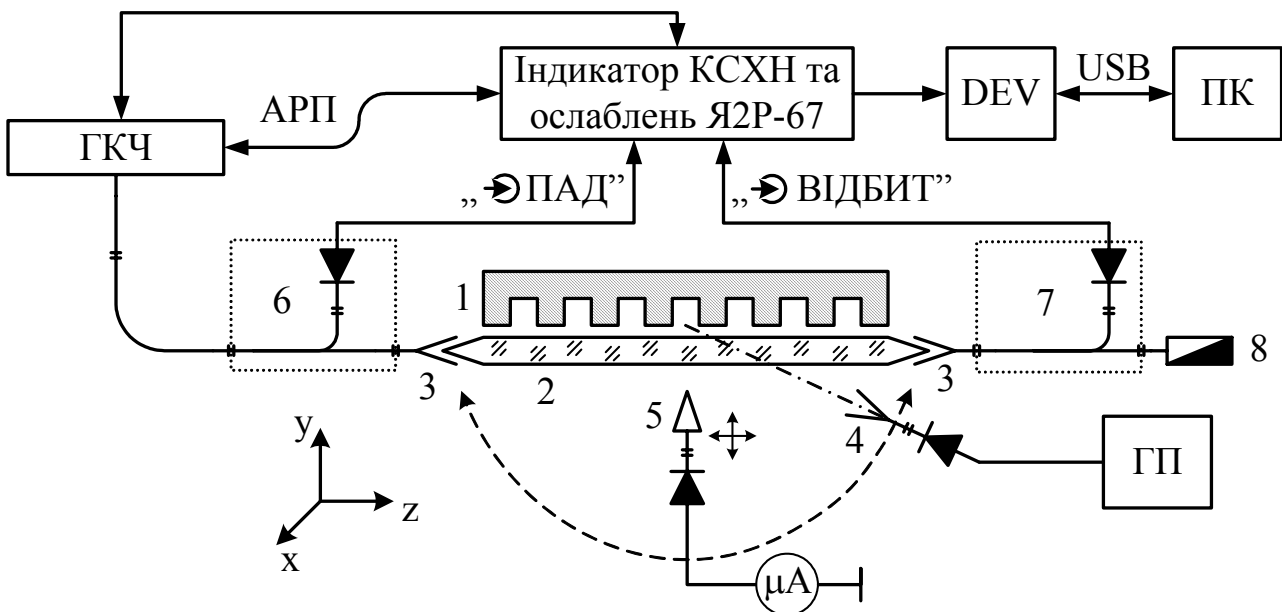 Індикатор КСХН та
ослаблень Я2Р-67
DEV
USB
ПК
АРП
ГКЧ
„ ПАД”
„ ВІДБИТ”
6
1
7
8
3
2
3
5
4
ГП
y
z
x
μA